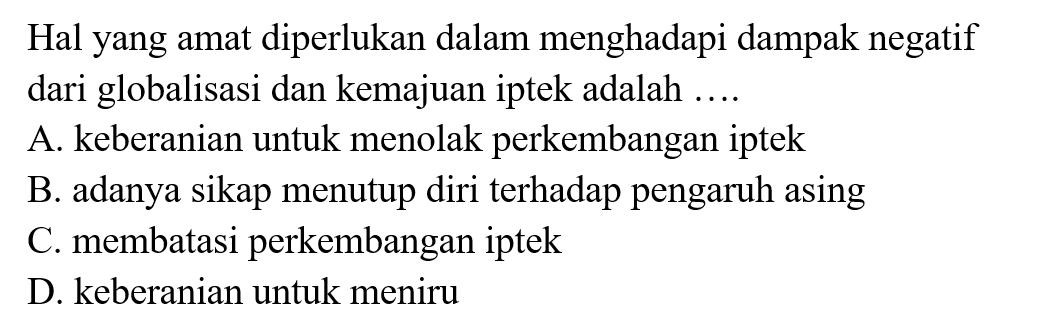 Hal yang amat diperlukan dalam menghadapi dampak negatif
dari globalisasi dan kemajuan iptek adalah ....
A. keberanian untuk menolak perkembangan iptek
B. adanya sikap menutup diri terhadap pengaruh asing
C. membatasi perkembangan iptek
D. keberanian untuk meniru